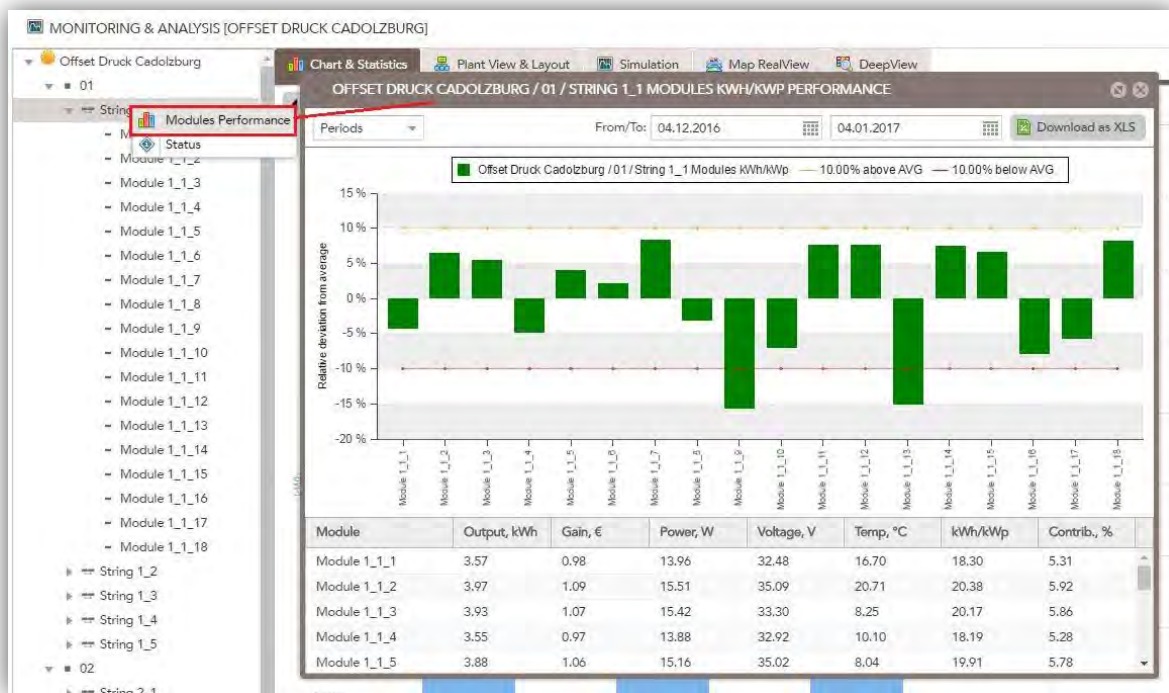 MONITORING & ANALYSIS [OFFSET DRUCK CADOLZBURG]
Offset Druck Cadolzburg
01
String
Modules Performance
Status
Module 1_1_2
Module 1_1_3
Module 1_1_4
Module 1_1_5
Module 1_1_6
Module 1_1_7
Module 1_1_8
Module 1_1_9
Module 1_1_10
Module 1_1_11
Module 1_1_12
Module 1_1_13
Module 1_1_14
Module 1_1_15
Module 1_1_16
Module 1_1_17
Module 1_1_18
String 1_2
String 1_3
String 1_4
String 1_5
02
String 2_1
Chart & Statistics Plant View & Layout Simulation Map RealView DeepView
OFFSET DRUCK CADOLZBURG / 01 / STRING 1_1 MODULES KWH/KWP PERFORMANCE
Periods From/To: 04.12.2016 04.01.2017 Download as XLS
Offset Druck Cadolzburg / 01 / String 1_1 Modules kWh/kWp 10.00% above AVG 10.00% below AVG
Relative deviation from average
15 %
10 %
5 %
0 %
-5 %
-10 %
-15 %
-20 %
Module 1_1_1
Module 1_1_2
Module 1_1_3
Module 1_1_4
Module 1_1_5
Module 1_1_6
Module 1_1_7
Module 1_1_8
Module 1_1_9
Module 1_1_10
Module 1_1_11
Module 1_1_12
Module 1_1_13
Module 1_1_14
Module 1_1_15
Module 1_1_16
Module 1_1_17
Module 1_1_18
Module Output, kWh Gain, € Power, W Voltage, V Temp, °C kWh/kWp Contrib., %
Module 1_1_1 3.57 0.98 13.96 32.48 16.70 18.30 5.31
Module 1_1_2 3.97 1.09 15.51 35.09 20.71 20.38 5.92
Module 1_1_3 3.93 1.07 15.42 33.30 8.25 20.17 5.86
Module 1_1_4 3.55 0.97 13.88 32.92 10.10 18.19 5.28
Module 1_1_5 3.88 1.06 15.16 35.02 8.04 19.91 5.78